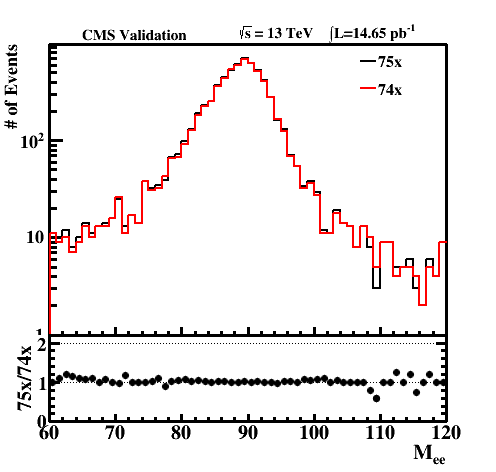 CMS Validation √s = 13 TeV ∫L=14.65 pb⁻¹
# of Events
75x
74x
10²
10
1
75x/74x
2
1
0
60 70 80 90 100 110 120
Mₑₑ